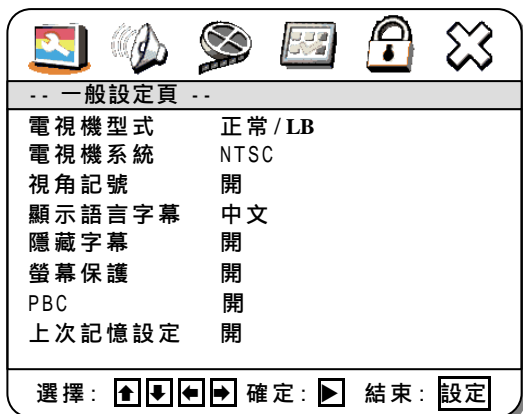 -- 一般設定頁 --
電視機型式 正常/LB
電視機系統 NTSC
視角記號 開
顯示語言字幕 中文
隱藏字幕 開
螢幕保護 開
PBC 開
上次記憶設定 開
選擇: 確定: 結束: 設定